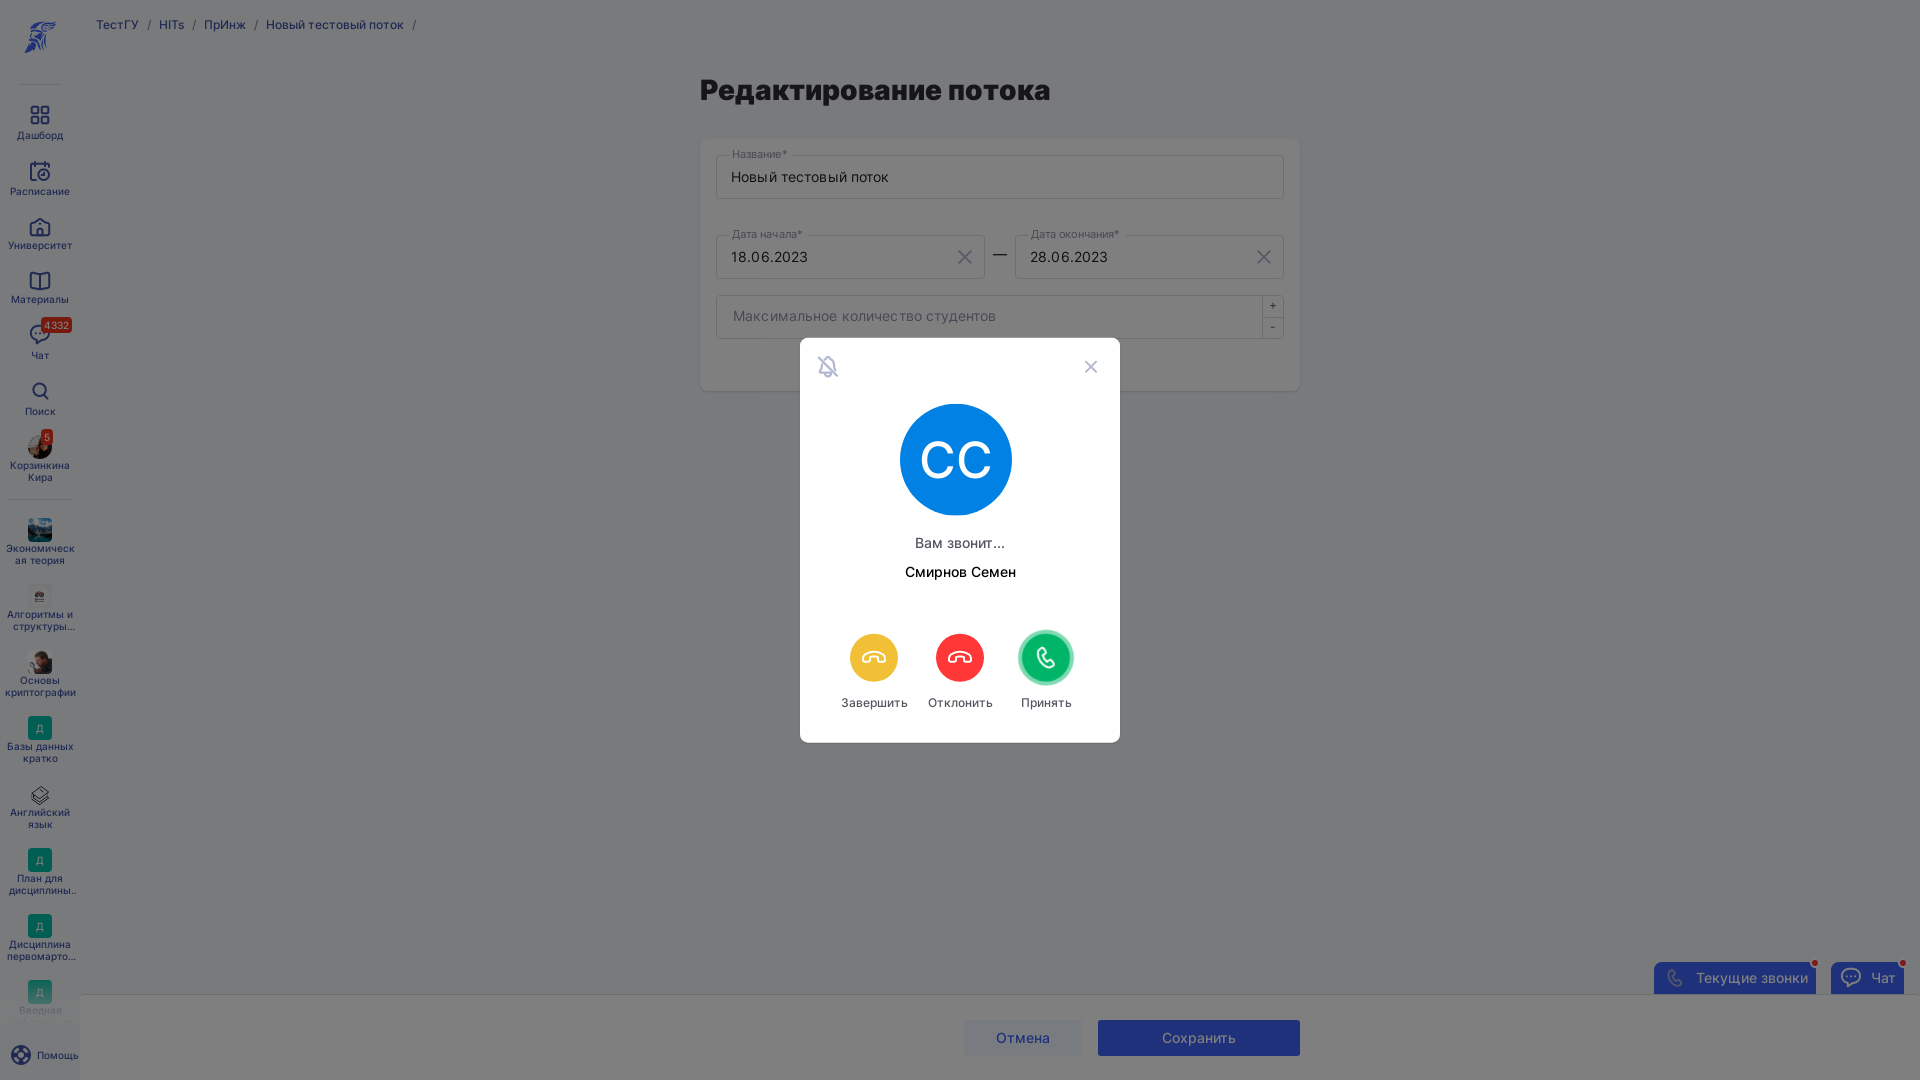 ТестГУ / HITs / ПрИнж / Новый тестовый поток /
Редактирование потока
Название*
Новый тестовый поток
Дата начала*
18.06.2023
—
Дата окончания*
28.06.2023
Максимальное количество студентов
+
-
Дашборд
Расписание
Университет
Материалы
4332
Чат
Поиск
5
Корзинкина
Кира
Экономическ
ая теория
Алгоритмы и
структуры...
Основы
криптографии
Д
Базы данных
кратко
Английский
язык
Д
План для
дисциплины..
Д
Дисциплина
первомарто...
Д
Вводная
Помощь
СС
Вам звонит...
Смирнов Семен
Завершить
Отклонить
Принять
Текущие звонки
Чат
Отмена
Сохранить